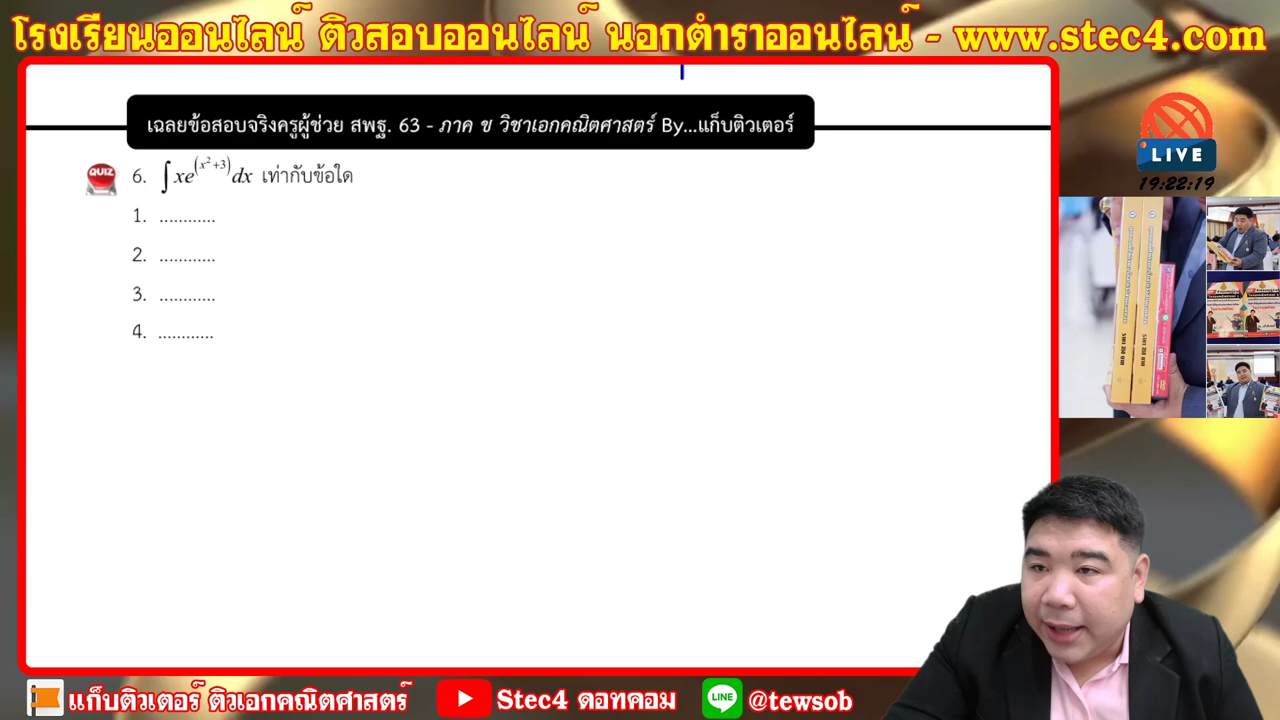 โรงเรียนออนไลน์ ติวสอบออนไลน์ นอกตำราออนไลน์ - www.stec4.com
เฉลยข้อสอบจริงครูผู้ช่วย สพฐ. 63 - ภาค ข วิชาเอกคณิตศาสตร์ By...แก็บติวเตอร์
LIVE
19:22:19
QUIZ
6. ∫xe^(x²+3)dx เท่ากับข้อใด
1. ............
2. ............
3. ............
4. ............
แก็บติวเตอร์ ติวเอกคณิตศาสตร์
Stec4 ดอทคอม
LINE
@tewsob